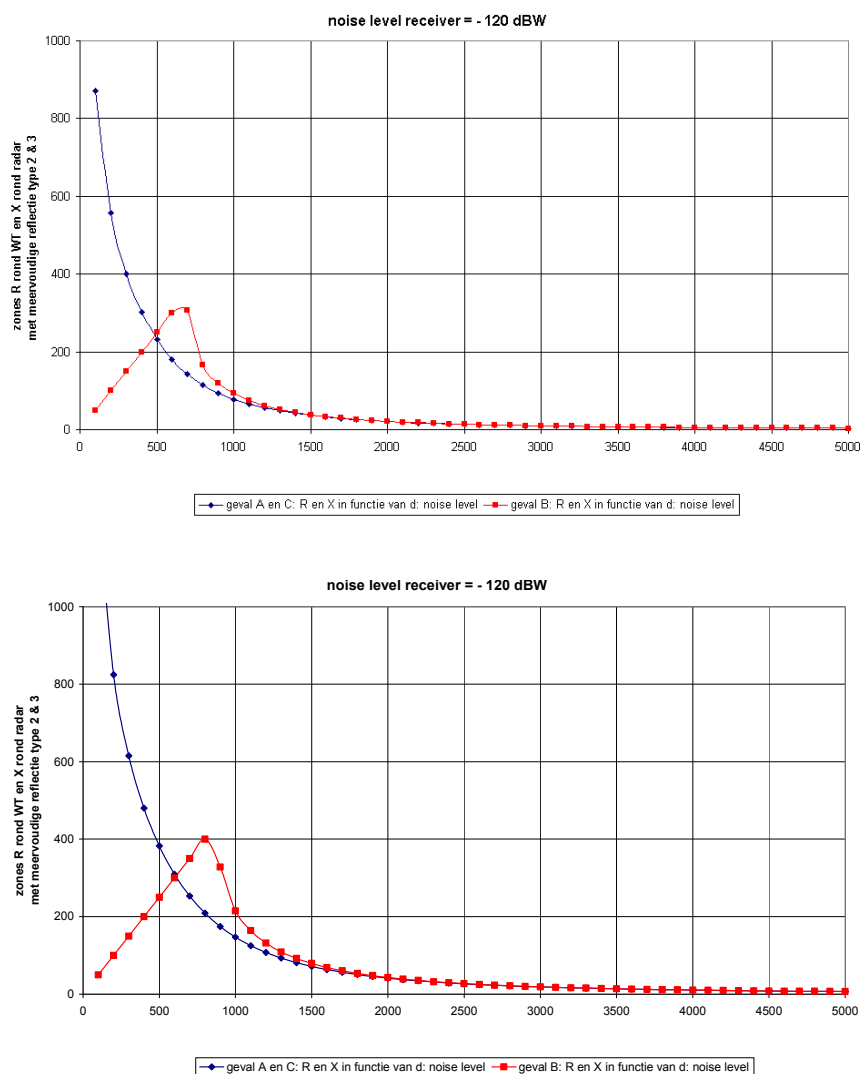 noise level receiver = - 120 dBW
zones R rond WT en X rond radar
met meervoudige reflectie type 2 & 3
1000
800
600
400
200
0
0 500 1000 1500 2000 2500 3000 3500 4000 4500 5000
geval A en C: R en X in functie van d: noise level geval B: R en X in functie van d: noise level
noise level receiver = - 120 dBW
zones R rond WT en X rond radar
met meervoudige reflectie type 2 & 3
1000
800
600
400
200
0
0 500 1000 1500 2000 2500 3000 3500 4000 4500 5000
geval A en C: R en X in functie van d: noise level geval B: R en X in functie van d: noise level